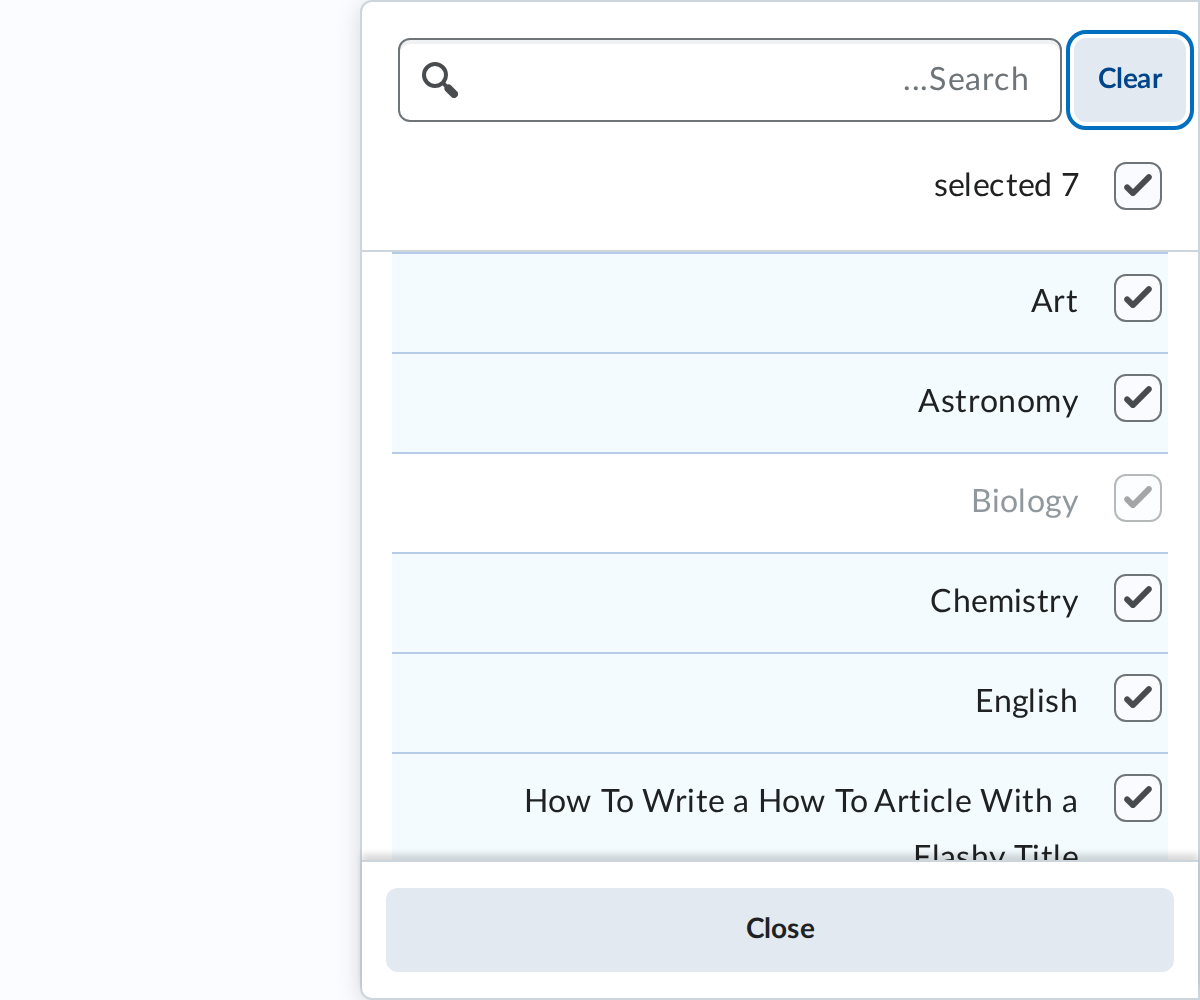 ...Search
Clear
selected 7
Art
Astronomy
Biology
Chemistry
English
How To Write a How To Article With a
Flashy Title
Close